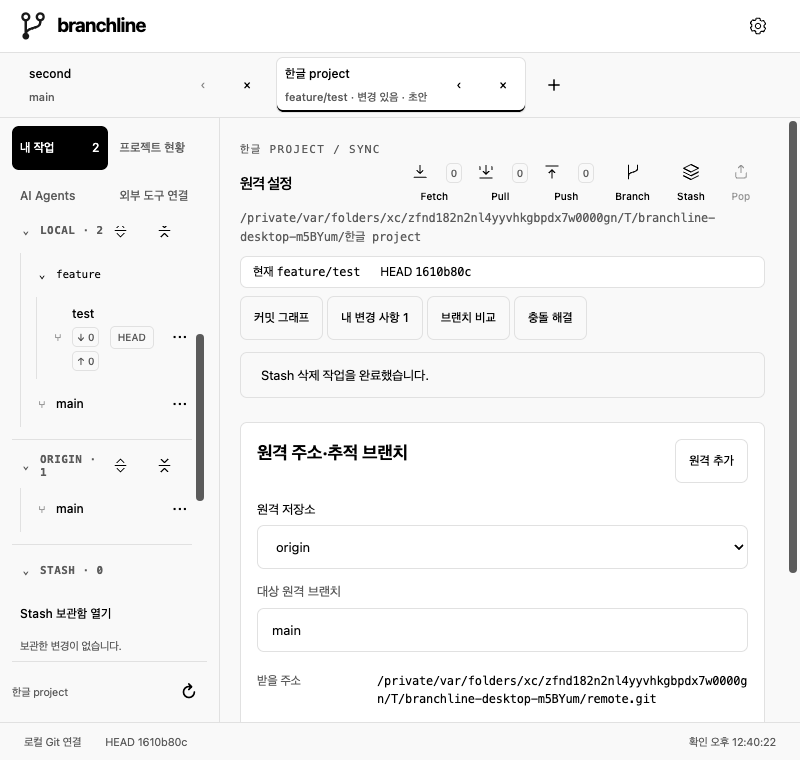 branchline
second
main
한글 project
feature/test · 변경 있음 · 초안
내 작업 2
프로젝트 현황
AI Agents
외부 도구 연결
LOCAL · 2
feature
test
↓ 0
HEAD
↑ 0
main
ORIGIN · 1
main
STASH · 0
Stash 보관함 열기
보관한 변경이 없습니다.
한글 project
한글 PROJECT / SYNC
원격 설정
0
0
0
Fetch
Pull
Push
Branch
Stash
Pop
/private/var/folders/xc/zfnd182n2nl4yyvhkgbpdx7w0000gn/T/branchline-
desktop-m5BYum/한글 project
현재 feature/test HEAD 1610b80c
커밋 그래프
내 변경 사항 1
브랜치 비교
충돌 해결
Stash 삭제 작업을 완료했습니다.
원격 주소·추적 브랜치
원격 추가
원격 저장소
origin
대상 원격 브랜치
main
받을 주소
/private/var/folders/xc/zfnd182n2nl4yyvhkgbpdx7w0000g
n/T/branchline-desktop-m5BYum/remote.git
로컬 Git 연결
HEAD 1610b80c
확인 오후 12:40:22